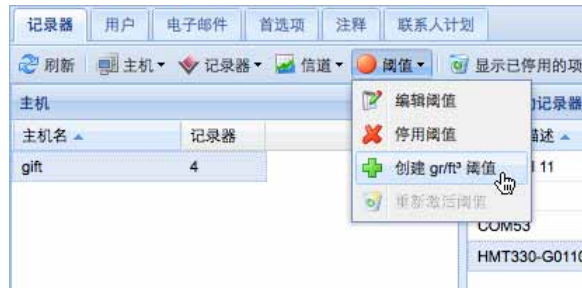 记录器 用户 电子邮件 首选项 注释 联系人计划
刷新 主机 记录器 信道 阈值 显示已停用的项
主机
编辑阈值
记录器
主机名 记录器
停用阈值
描述
gift 4
创建 gr/ft³ 阈值
11
重新激活阈值
COM53
HMT330-G0110